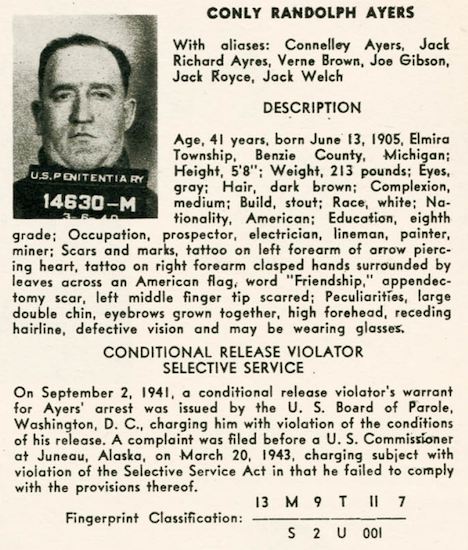 CONLY RANDOLPH AYERS
With aliases: Connelley Ayers, Jack
Richard Ayres, Verne Brown, Joe Gibson,
Jack Royce, Jack Welch
DESCRIPTION
Age, 41 years, born June 13, 1905, Elmira
Township, Benzie County, Michigan;
Height, 5'8"; Weight, 213 pounds; Eyes,
gray; Hair, dark brown; Complexion,
medium; Build, stout; Race, white; Na-
tionality, American; Education, eighth
grade; Occupation, prospector, electrician, lineman, painter,
miner; Scars and marks, tattoo on left forearm of arrow pierc-
ing heart, tattoo on right forearm clasped hands surrounded by
leaves across an American flag, word "Friendship," appendec-
tomy scar, left middle finger tip scarred; Peculiarities, large
double chin, eyebrows grown together, high forehead, receding
hairline, defective vision and may be wearing glasses.
U.S. PENITENTIARY
14630-M
3-6-40
CONDITIONAL RELEASE VIOLATOR
SELECTIVE SERVICE
On September 2, 1941, a conditional release violator's warrant
for Ayers' arrest was issued by the U. S. Board of Parole,
Washington, D. C., charging him with violation of the conditions
of his release. A complaint was filed before a U. S. Commissioner
at Juneau, Alaska, on March 20, 1943, charging subject with
violation of the Selective Service Act in that he failed to comply
with the provisions thereof.
13 M 9 T 11 7
Fingerprint Classification:
S 2 U 001